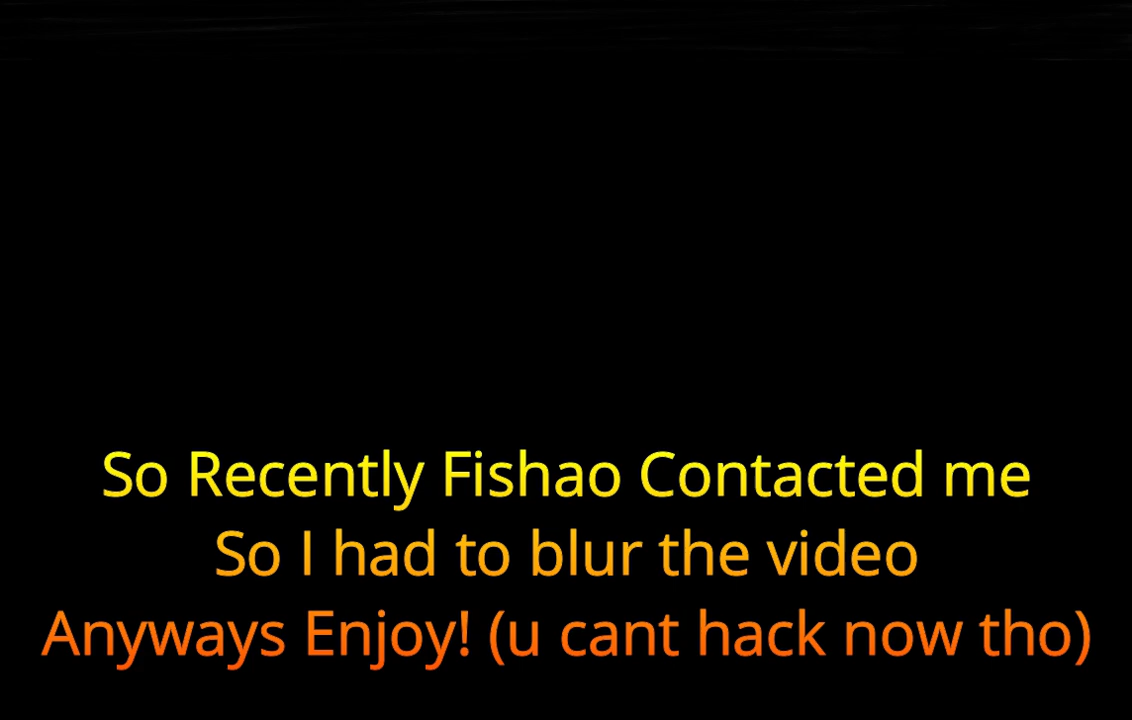 So Recently Fishao Contacted me
So I had to blur the video
Anyways Enjoy! (u cant hack now tho)